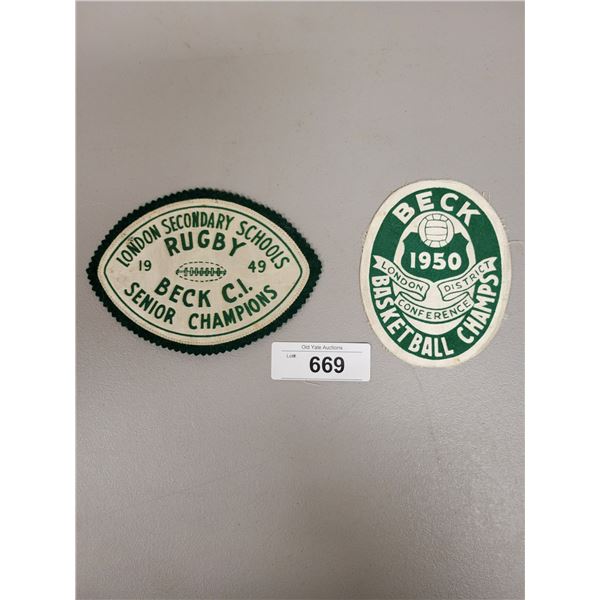 LONDON SECONDARY SCHOOLS
RUGBY
19 49
BECK C.I.
SENIOR CHAMPIONS
BECK
1950
LONDON DISTRICT
CONFERENCE
BASKETBALL CHAMPS
Old Yale Auctions
Lot#:
669